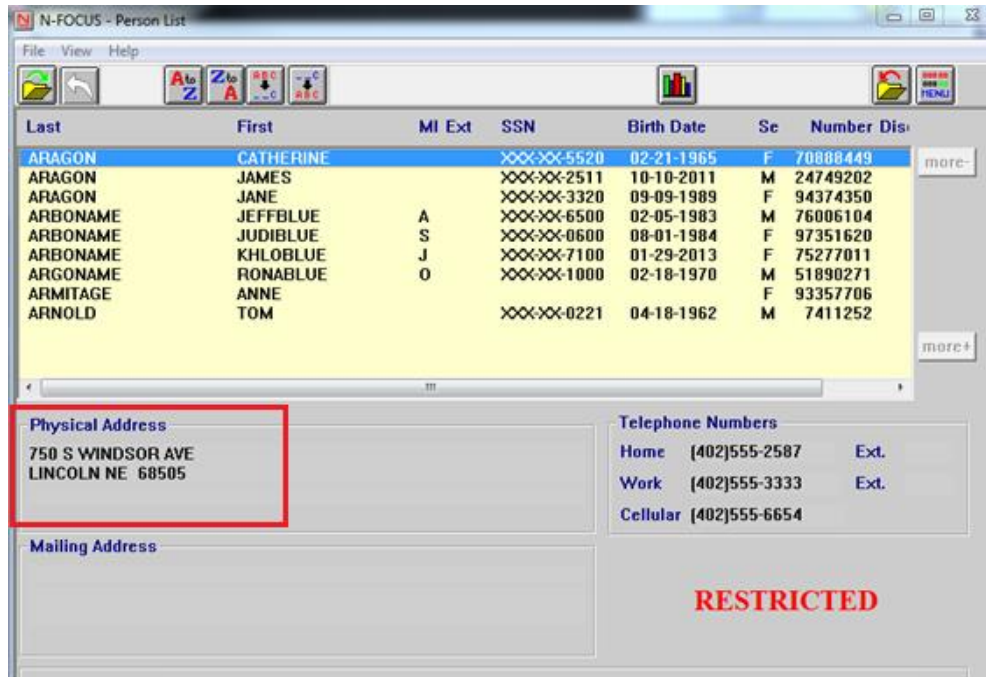 N-FOCUS - Person List
File View Help
A to Z Z to A ABC C C ABC MENU
Last First MI Ext SSN Birth Date Se Number Dis
ARAGON CATHERINE XXX-XX-5520 02-21-1965 F 70888449 more-
ARAGON JAMES XXX-XX-2511 10-10-2011 M 24749202
ARAGON JANE XXX-XX-3320 09-09-1989 F 94374350
ARBONAME JEFFBLUE A XXX-XX-6500 02-05-1983 M 76006104
ARBONAME JUDIBLUE S XXX-XX-0600 08-01-1984 F 97351620
ARBONAME KHLOBLUE J XXX-XX-7100 01-29-2013 F 75277011
ARGONAME RONABLUE O XXX-XX-1000 02-18-1970 M 51890271
ARMITAGE ANNE F 93357706
ARNOLD TOM XXX-XX-0221 04-18-1962 M 7411252
more+
Physical Address Telephone Numbers
750 S WINDSOR AVE Home (402)555-2587 Ext.
LINCOLN NE 68505
Work (402)555-3333 Ext.
Cellular (402)555-6654
Mailing Address
RESTRICTED